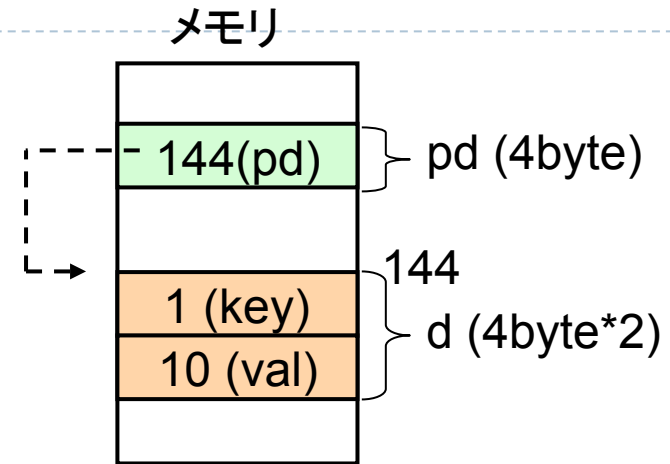 メモリ
144(pd)
pd (4byte)
144
1 (key)
d (4byte*2)
10 (val)